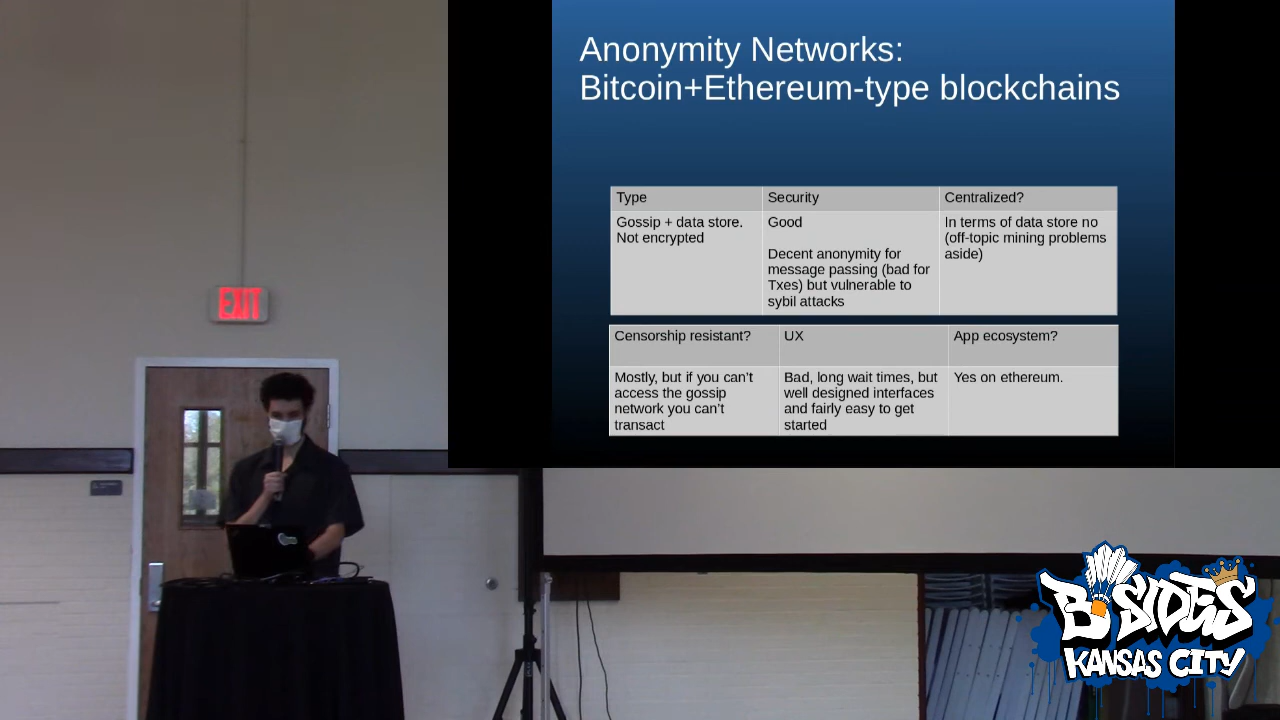 Anonymity Networks:
Bitcoin+Ethereum-type blockchains
Type
Security
Centralized?
Gossip + data store.
Not encrypted
Good
Decent anonymity for
message passing (bad for
Txes) but vulnerable to
sybil attacks
In terms of data store no
(off-topic mining problems
aside)
Censorship resistant?
UX
App ecosystem?
Mostly, but if you can't
access the gossip
network you can't
transact
Bad, long wait times, but
well designed interfaces
and fairly easy to get
started
Yes on ethereum.
EXIT
BSIDES
KANSAS CITY